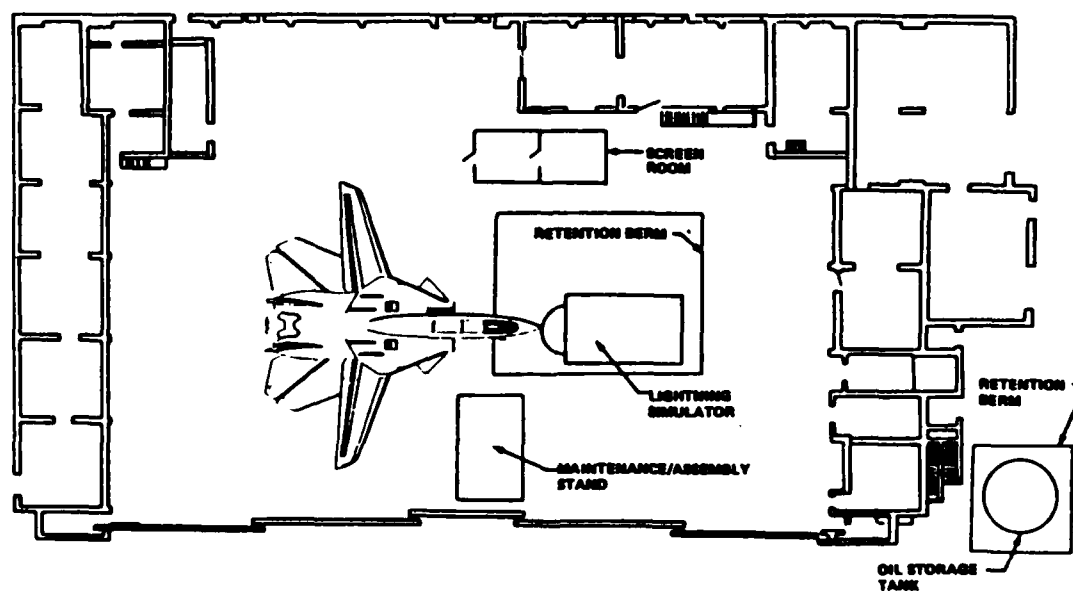 SCREEN
ROOM
RETENTION BERM
LIGHTNING
SIMULATOR
RETENTION
BERM
MAINTENANCE/ASSEMBLY
STAND
OIL STORAGE
TANK